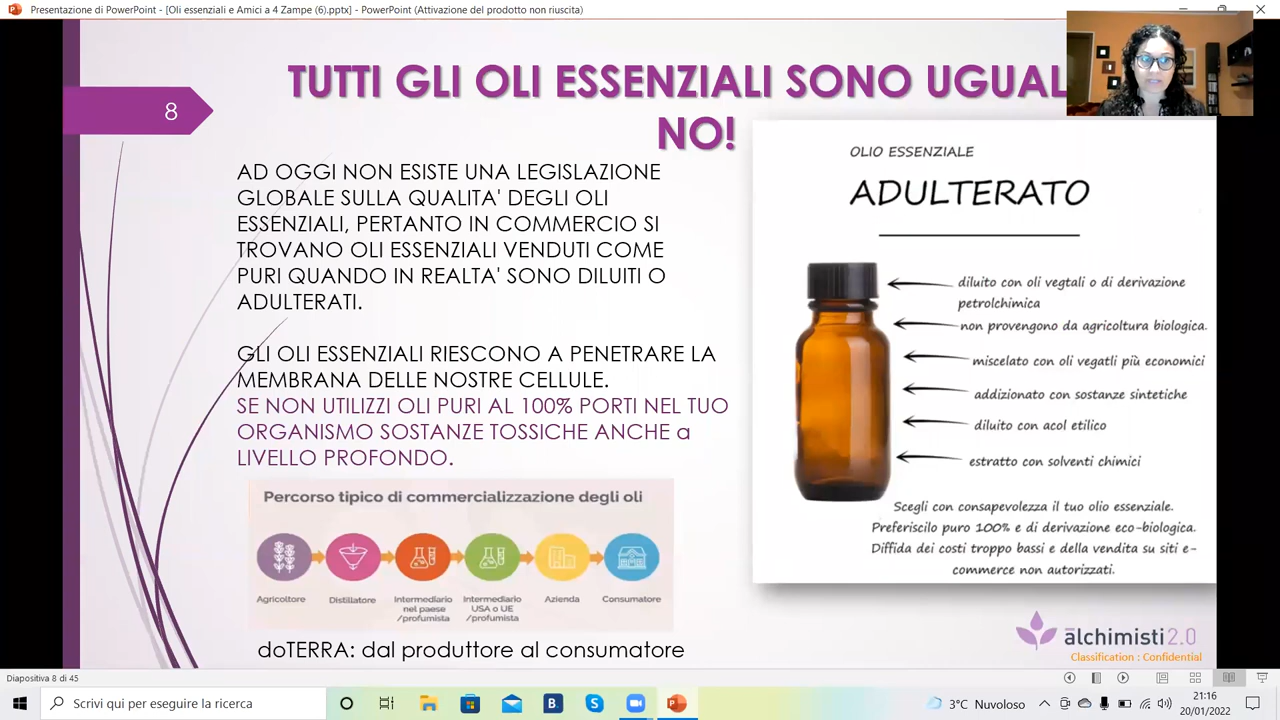 Presentazione di PowerPoint - [Oli essenziali e Amici a 4 Zampe (6).pptx] - PowerPoint (Attivazione del prodotto non riuscita)
8
TUTTI GLI OLI ESSENZIALI SONO UGUAL
NO!
AD OGGI NON ESISTE UNA LEGISLAZIONE
GLOBALE SULLA QUALITA' DEGLI OLI
ESSENZIALI, PERTANTO IN COMMERCIO SI
TROVANO OLI ESSENZIALI VENDUTI COME
PURI QUANDO IN REALTA' SONO DILUITI O
ADULTERATI.
GLI OLI ESSENZIALI RIESCONO A PENETRARE LA
MEMBRANA DELLE NOSTRE CELLULE.
SE NON UTILIZZI OLI PURI AL 100% PORTI NEL TUO
ORGANISMO SOSTANZE TOSSICHE ANCHE a
LIVELLO PROFONDO.
Percorso tipico di commercializzazione degli oli
Agricoltore
Distillatore
Intermediario
nel paese
/profumista
Intermediario
USA o UE
/profumista
Azienda
Consumatore
doTERRA: dal produttore al consumatore
OLIO ESSENZIALE
ADULTERATO
diluito con oli vegtali o di derivazione
petrolchimica
non provengono da agricoltura biologica.
miscelato con oli vegatli più economici
addizionato con sostanze sintetiche
diluito con acol etilico
estratto con solventi chimici
Scegli con consapevolezza il tuo olio essenziale.
Preferiscilo puro 100% e di derivazione eco-biologica.
Diffida dei costi troppo bassi e della vendita su siti e-
commerce non autorizzati.
alchimisti2.0
Classification : Confidential
Diapositiva 8 di 45
Scrivi qui per eseguire la ricerca
3°C Nuvoloso
21:16
20/01/2022